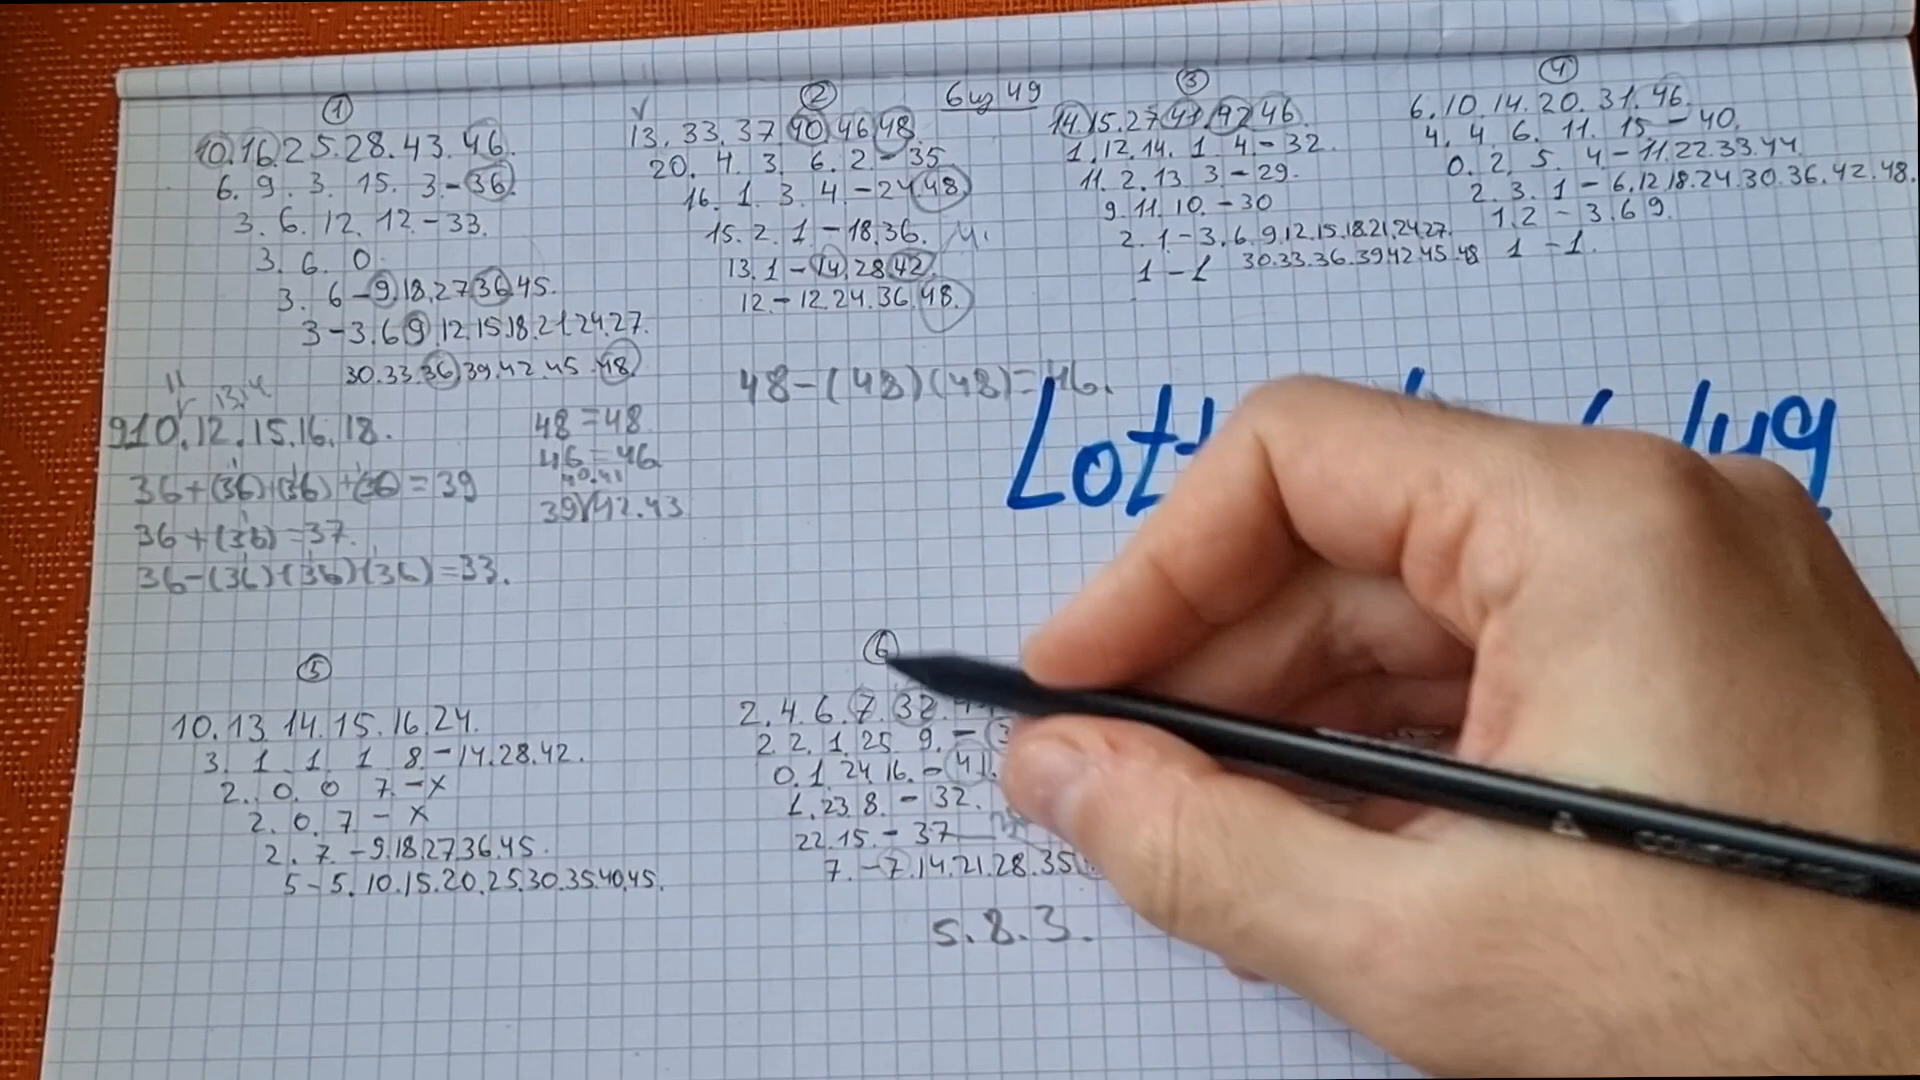 6 из 49
①
10.16.25.28.43.46.
6. 9. 3. 15. 3-36.
3. 6. 12. 12-33.
3. 6. 0.
3. 6-9.18.27.36.45.
3-3.6.9.12.15.18.21.24.27.
30.33.36.39.42.45.48.
②
13.33.37.40.46.48.
20. 4. 3. 6. 2-35
16. 1. 3. 4-24.48.
15. 2. 1-18.36.
13. 1-14.28.42.
12-12.24.36.48.
③
14.15.27.41.42.46.
1.12.14. 1. 4-32.
11. 2. 13. 3-29.
9. 11. 10.-30
2. 1.-3.6.9.12.15.18.21.24.27.
30.33.36.39.42.45.48
1-1
④
6.10.14.20.31.46.
4. 4. 6. 11. 15.-40.
0. 2. 5. 4-11.22.33.44.
2. 3. 1-6.12.18.24.30.36.42.48.
1.2-3.6.9.
1-1.
11
13.14
9.10.12.15.16.18.
36+(36)+(36)+(36)=39
36+(36)=37.
36-(36)-(36)-(36)=33.
48=48
46=46
40.41
39.42.43
48-(48)(48)=46.
⑤
10.13.14.15.16.24.
3. 1. 1. 1. 8-14.28.42.
2. 0. 0. 7.-X
2. 0. 7-X
2. 7.-9.18.27.36.45.
5-5.10.15.20.25.30.35.40.45.
⑥
2.4.6.7.32.
2. 2. 1. 25. 9.-
0. 1. 24. 16.-41.
1. 23. 8.-32.
22. 15.-37
7.-7.14.21.28.35
5.8.3.